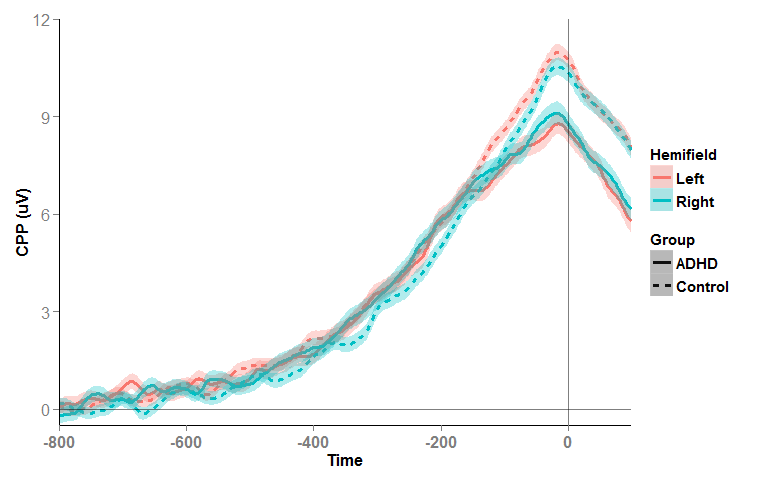 12
9
6
3
0
CPP (uV)
-800
-600
-400
-200
0
Time
Hemifield
Left
Right
Group
ADHD
Control